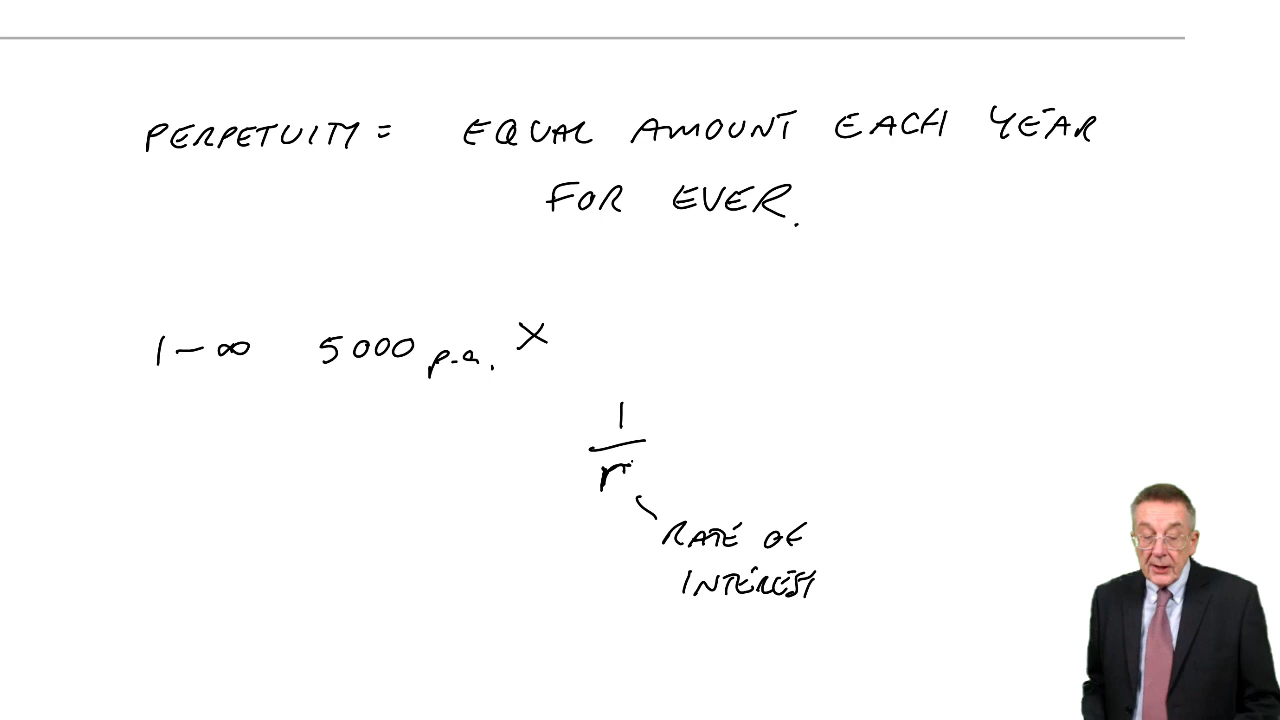 PERPETUITY = EQUAL AMOUNT EACH YEAR
FOR EVER.
1 – ∞ 5000 p.a. ×
1
r
RATE OF
INTEREST